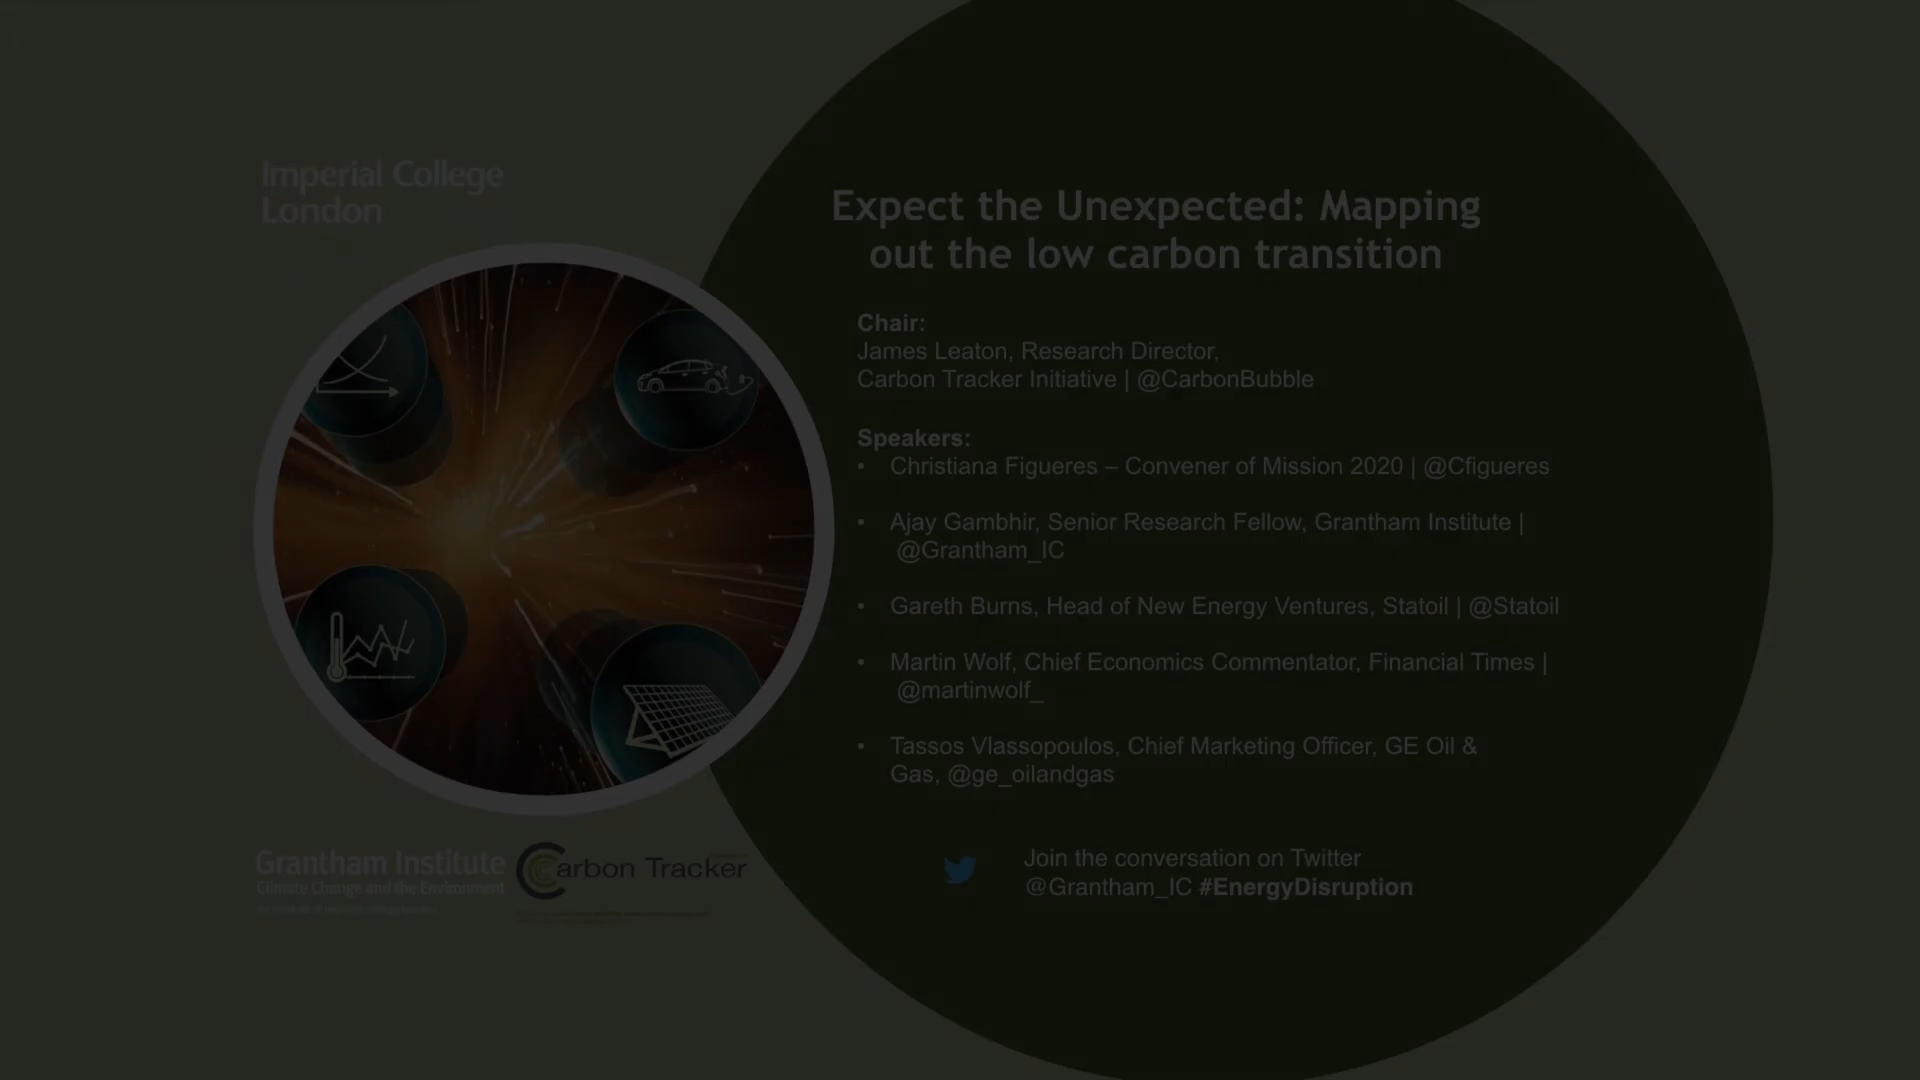 Imperial College
London
Expect the Unexpected: Mapping
out the low carbon transition
Chair:
James Leaton, Research Director,
Carbon Tracker Initiative | @CarbonBubble
Speakers:
• Christiana Figueres – Convener of Mission 2020 | @Cfigueres
• Ajay Gambhir, Senior Research Fellow, Grantham Institute |
@Grantham_IC
• Gareth Burns, Head of New Energy Ventures, Statoil | @Statoil
• Martin Wolf, Chief Economics Commentator, Financial Times |
@martinwolf_
• Tassos Vlassopoulos, Chief Marketing Officer, GE Oil &
Gas, @ge_oilandgas
Grantham Institute
Climate Change and the Environment
Carbon Tracker
Join the conversation on Twitter
@Grantham_IC #EnergyDisruption